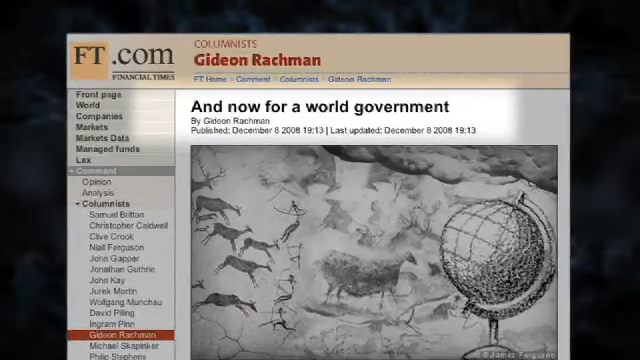 FT.com
FINANCIAL TIMES
COLUMNISTS
Gideon Rachman
FT Home > Comment > Columnists > Gideon Rachman
Front page
World
Companies
Markets
Markets Data
Managed funds
Lex
Comment
Opinion
Analysis
Columnists
Samuel Brittan
Christopher Caldwell
Clive Crook
Niall Ferguson
John Gapper
Jonathan Guthrie
John Kay
Jurek Martin
Wolfgang Munchau
David Pilling
Ingram Pinn
Gideon Rachman
Michael Skapinker
Philip Stephens
And now for a world government
By Gideon Rachman
Published: December 8 2008 19:13 | Last updated: December 8 2008 19:13
© James Ferguson